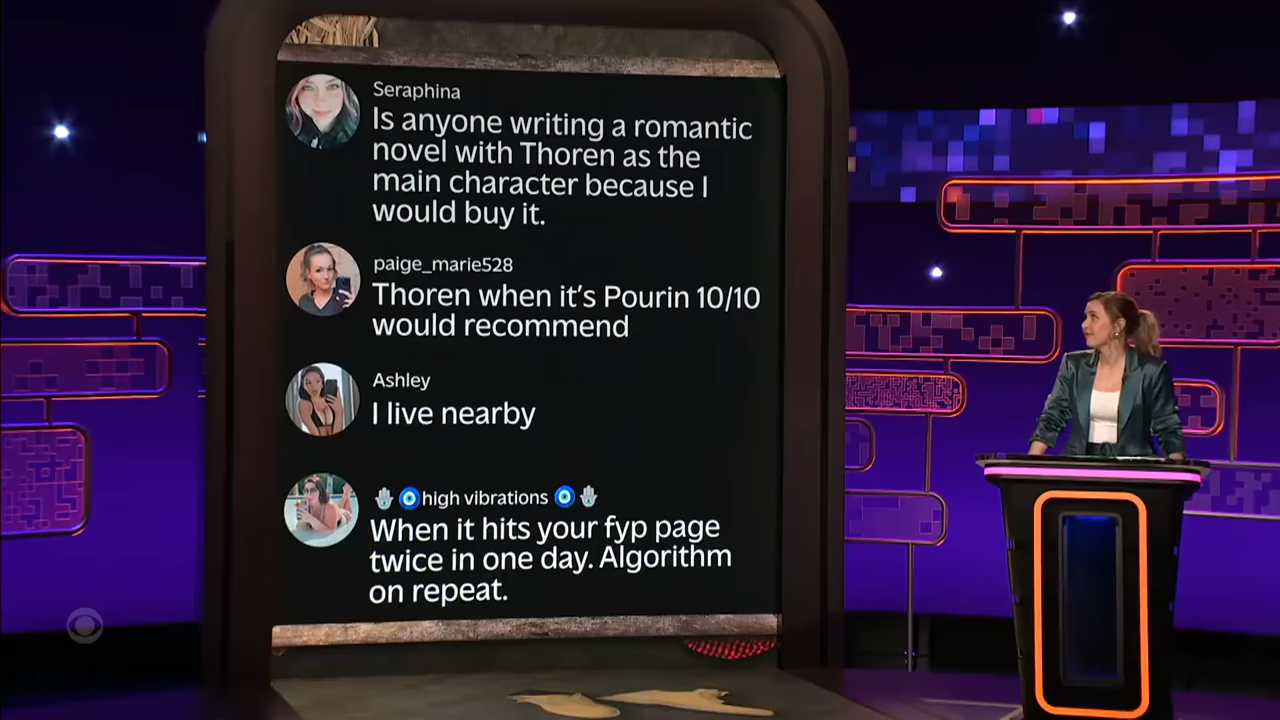 Seraphina
Is anyone writing a romantic
novel with Thoren as the
main character because I
would buy it.
paige_marie528
Thoren when it's Pourin 10/10
would recommend
Ashley
I live nearby
🪬🧿high vibrations 🧿🪬
When it hits your fyp page
twice in one day. Algorithm
on repeat.